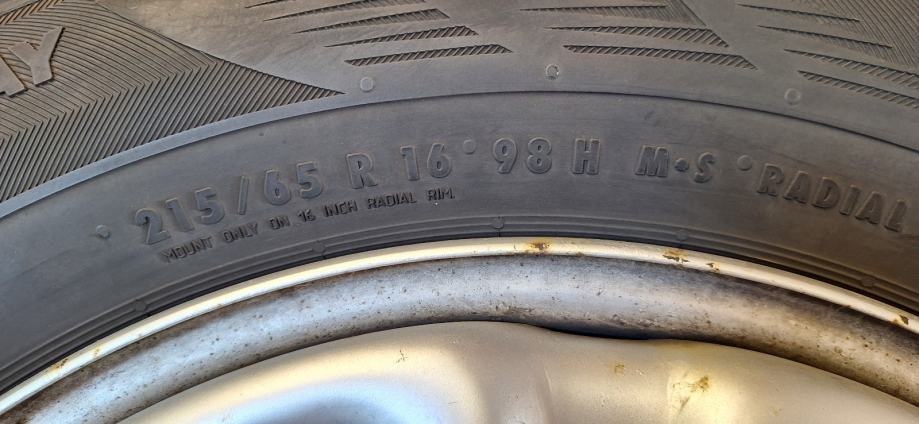 215/65 R 16 98 H M+S RADIAL
MOUNT ONLY ON 16 INCH RADIAL RIM.